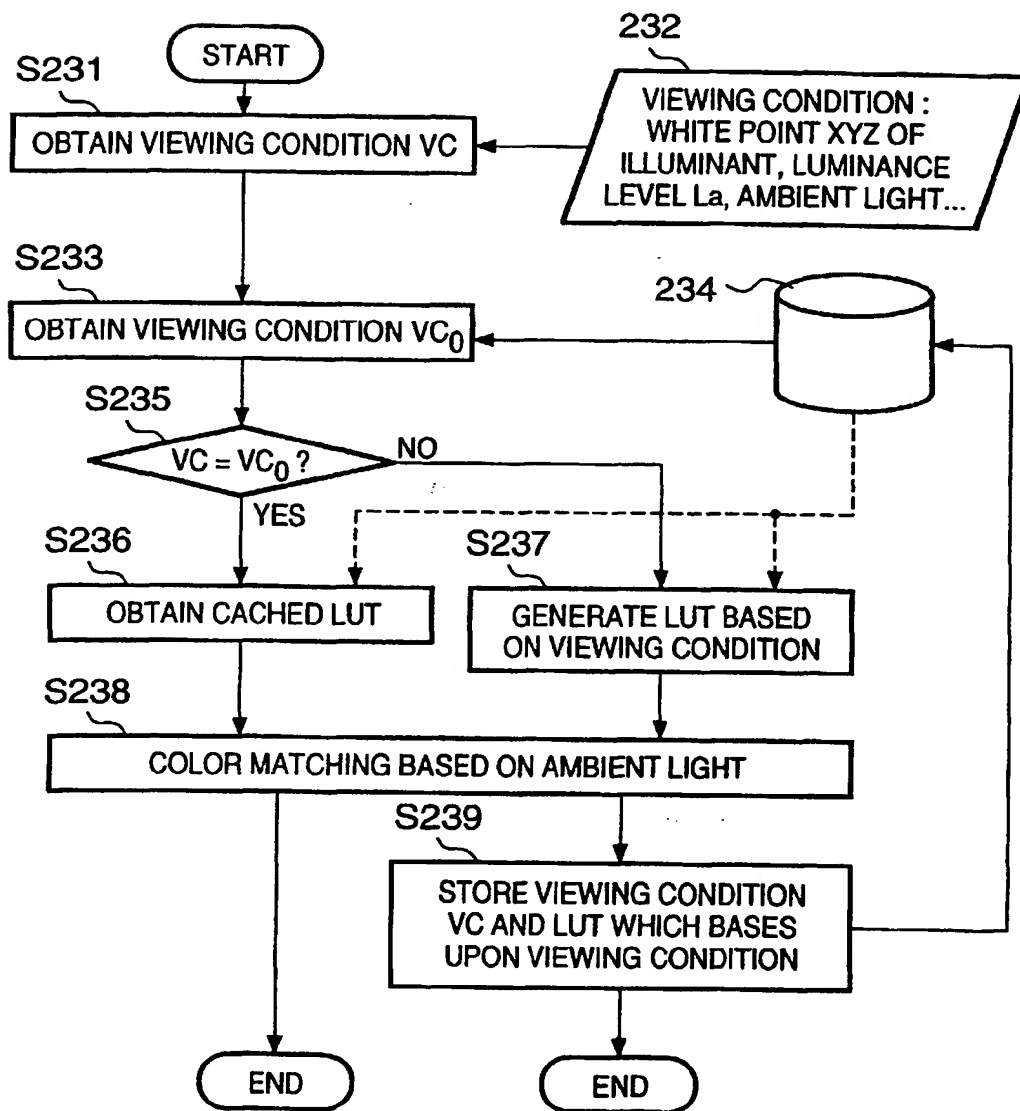 START
S231
OBTAIN VIEWING CONDITION VC
232
VIEWING CONDITION :
WHITE POINT XYZ OF
ILLUMINANT, LUMINANCE
LEVEL La, AMBIENT LIGHT...
S233
OBTAIN VIEWING CONDITION VC0
234
S235
VC = VC0 ?
NO
YES
S236
OBTAIN CACHED LUT
S237
GENERATE LUT BASED
ON VIEWING CONDITION
S238
COLOR MATCHING BASED ON AMBIENT LIGHT
S239
STORE VIEWING CONDITION
VC AND LUT WHICH BASES
UPON VIEWING CONDITION
END
END